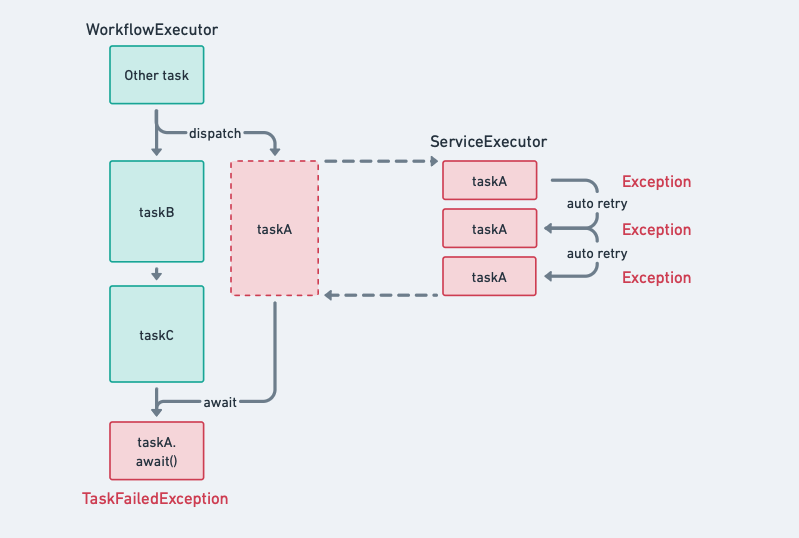 WorkflowExecutor
Other task
dispatch
ServiceExecutor
taskB
taskA
taskA
Exception
auto retry
taskA
Exception
auto retry
taskA
Exception
taskC
await
taskA.
await()
TaskFailedException